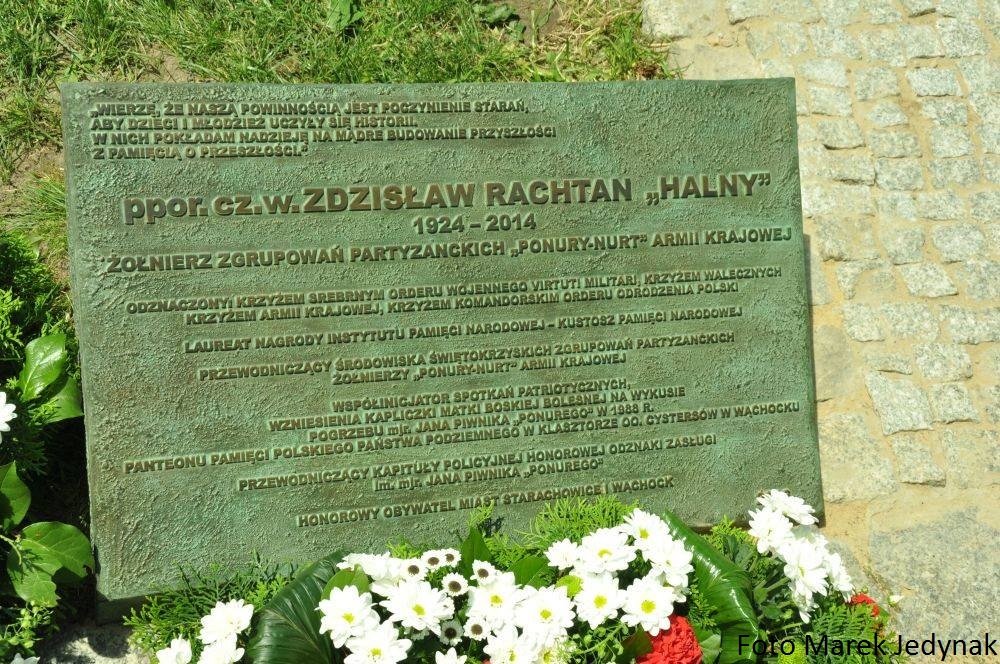 „WIERZĘ, ŻE NASZĄ POWINNOŚCIĄ JEST POCZYNIENIE STARAŃ,
ABY DZIECI I MŁODZIEŻ UCZYŁY SIĘ HISTORII.
W NICH POKŁADAM NADZIEJĘ NA MĄDRE BUDOWANIE PRZYSZŁOŚCI
Z PAMIĘCIĄ O PRZESZŁOŚCI."
ppor. cz. w. ZDZISŁAW RACHTAN „HALNY"
1924 – 2014
ŻOŁNIERZ ZGRUPOWAŃ PARTYZANCKICH „PONURY-NURT" ARMII KRAJOWEJ
ODZNACZONY: KRZYŻEM SREBRNYM ORDERU WOJENNEGO VIRTUTI MILITARI, KRZYŻEM WALECZNYCH
KRZYŻEM ARMII KRAJOWEJ, KRZYŻEM KOMANDORSKIM ORDERU ODRODZENIA POLSKI
LAUREAT NAGRODY INSTYTUTU PAMIĘCI NARODOWEJ – KUSTOSZ PAMIĘCI NARODOWEJ
PRZEWODNICZĄCY ŚRODOWISKA ŚWIĘTOKRZYSKICH ZGRUPOWAŃ PARTYZANCKICH
ŻOŁNIERZY „PONURY-NURT" ARMII KRAJOWEJ
WSPÓŁINICJATOR SPOTKAŃ PATRIOTYCZNYCH,
WZNIESIENIA KAPLICZKI MATKI BOSKIEJ BOLESNEJ NA WYKUSIE
POGRZEBU mjr. JANA PIWNIKA „PONUREGO" W 1988 R.
PANTEONU PAMIĘCI POLSKIEGO PAŃSTWA PODZIEMNEGO W KLASZTORZE OO. CYSTERSÓW W WĄCHOCKU
PRZEWODNICZĄCY KAPITUŁY POLICYJNEJ HONOROWEJ ODZNAKI ZASŁUGI
im. mjr. JANA PIWNIKA „PONUREGO"
HONOROWY OBYWATEL MIAST STARACHOWICE I WĄCHOCK
Foto Marek Jedynak